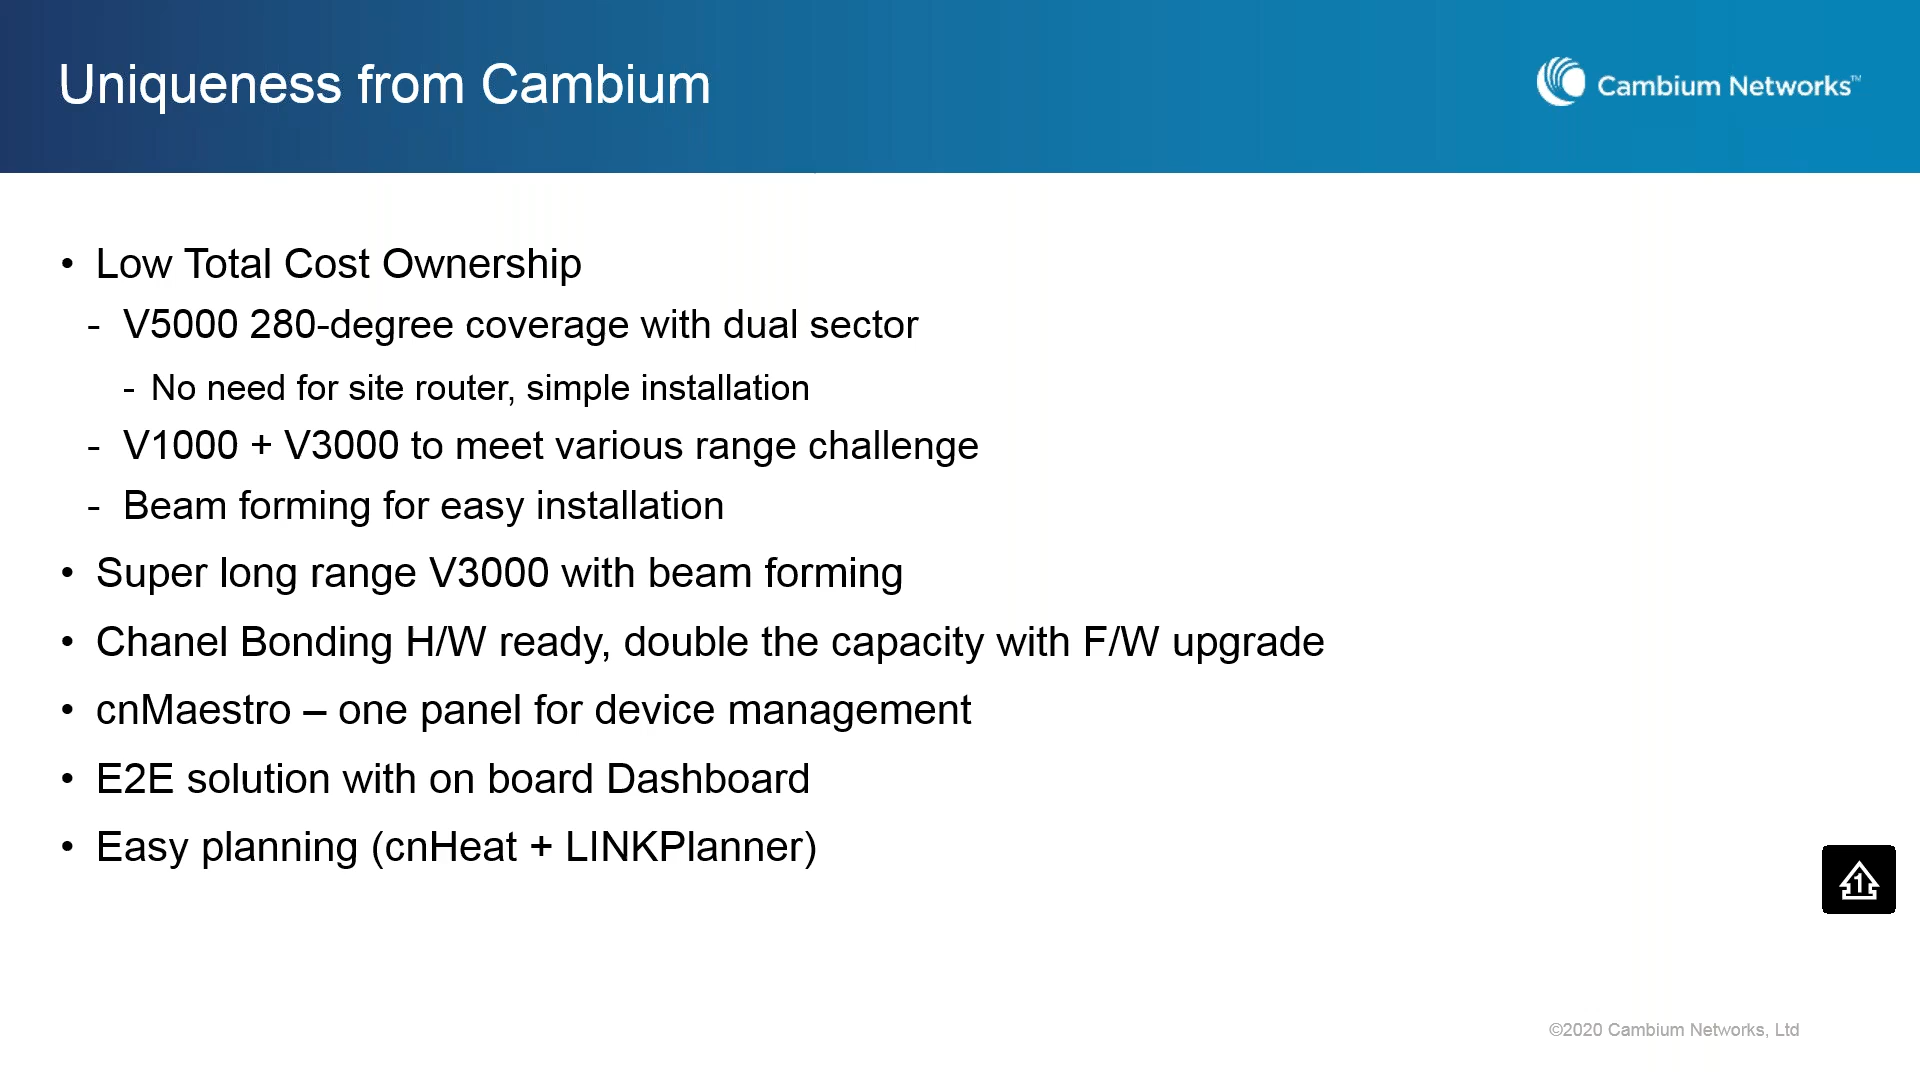 Uniqueness from Cambium
Cambium Networks™
• Low Total Cost Ownership
- V5000 280-degree coverage with dual sector
- No need for site router, simple installation
- V1000 + V3000 to meet various range challenge
- Beam forming for easy installation
• Super long range V3000 with beam forming
• Chanel Bonding H/W ready, double the capacity with F/W upgrade
• cnMaestro – one panel for device management
• E2E solution with on board Dashboard
• Easy planning (cnHeat + LINKPlanner)
1
©2020 Cambium Networks, Ltd